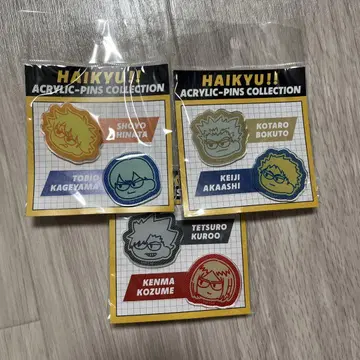 HAIKYU!!
ACRYLIC-PINS COLLECTION
SHOYO
HINATA
TOBIO
KAGEYAMA
HAIKYU!!
ACRYLIC-PINS COLLECTION
KOTARO
BOKUTO
KEIJI
AKAASHI
TETSURO
KUROO
KENMA
KOZUME